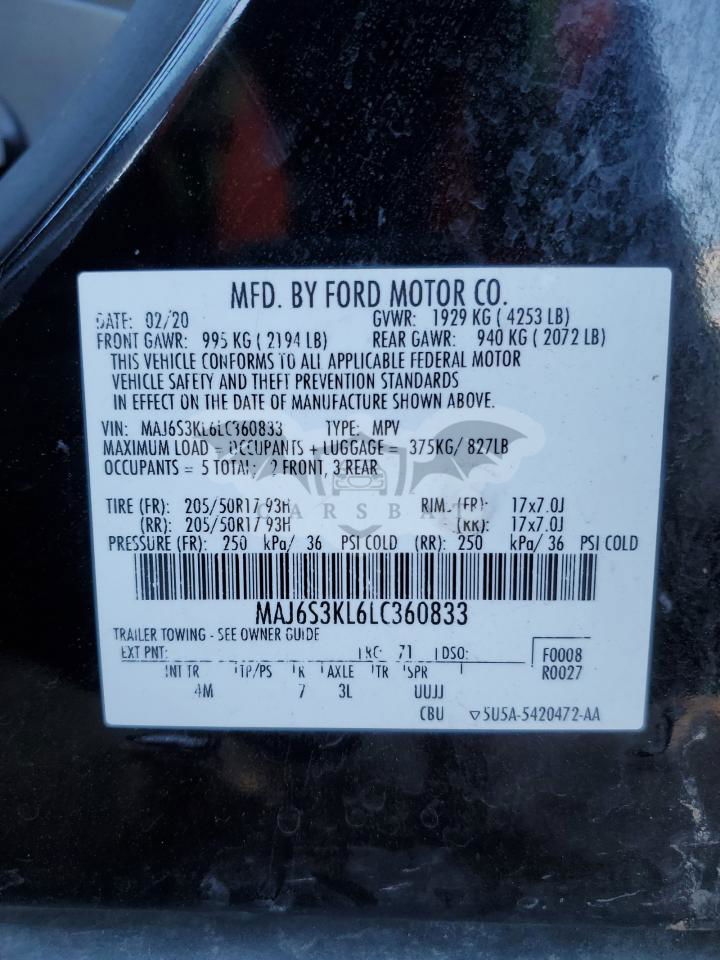 MFD. BY FORD MOTOR CO.
DATE: 02/20 GVWR: 1929 KG ( 4253 LB)
FRONT GAWR: 995 KG ( 2194 LB) REAR GAWR: 940 KG ( 2072 LB)
THIS VEHICLE CONFORMS TO ALL APPLICABLE FEDERAL MOTOR
VEHICLE SAFETY AND THEFT PREVENTION STANDARDS
IN EFFECT ON THE DATE OF MANUFACTURE SHOWN ABOVE.
VIN: MAJ6S3KL6LC360833 TYPE: MPV
MAXIMUM LOAD = OCCUPANTS + LUGGAGE = 375KG/ 827LB
OCCUPANTS = 5 TOTAL: 2 FRONT, 3 REAR
TIRE (FR): 205/50R17 93H RIM (FR): 17x7.0J
(RR): 205/50R17 93H (RR): 17x7.0J
PRESSURE (FR): 250 kPa/ 36 PSI COLD (RR): 250 kPa/ 36 PSI COLD
CARSBAT
MAJ6S3KL6LC360833
TRAILER TOWING - SEE OWNER GUIDE
EXT PNT: RC: 71 DSO: F0008
R0027
INT TR TP/PS R AXLE TR SPR
4M 7 3L UUJJ
CBU ▽5U5A-5420472-AA